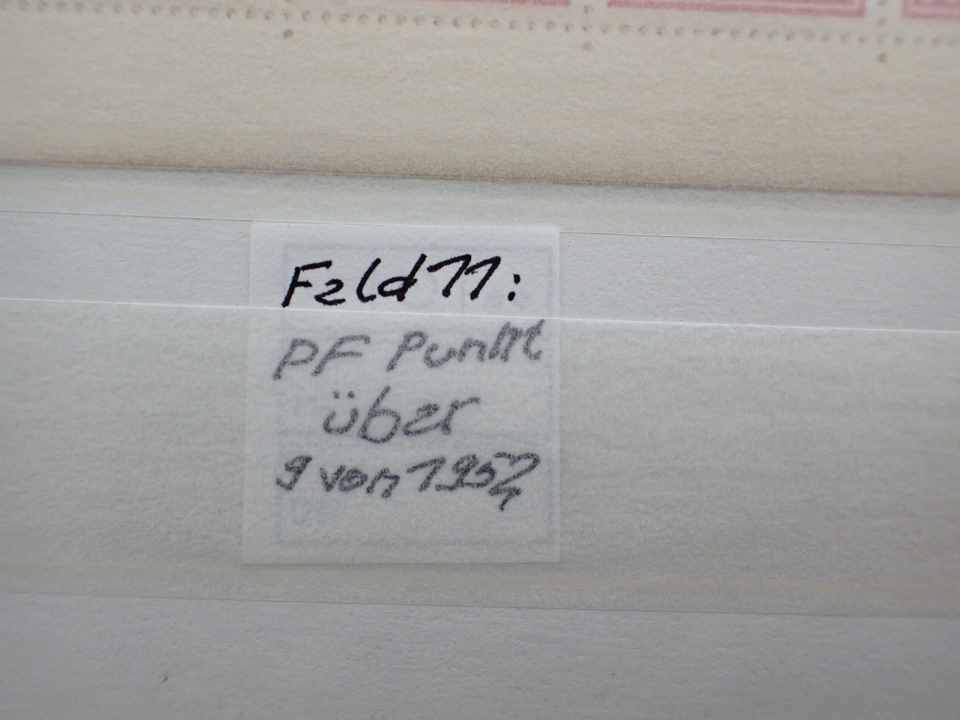 Feld 11:
PF Punkt
über
9 von 1952